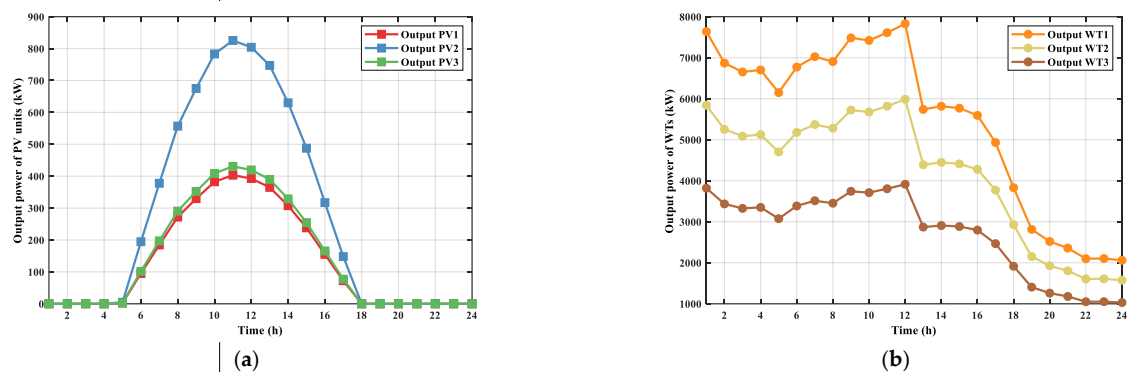 900
800
700
600
500
400
300
200
100
0
Output power of PV units (kW)
Output PV1
Output PV2
Output PV3
2 4 6 8 10 12 14 16 18 20 22 24
Time (h)
(a)
8000
7000
6000
5000
4000
3000
2000
1000
Output power of WTs (kW)
Output WT1
Output WT2
Output WT3
2 4 6 8 10 12 14 16 18 20 22 24
Time (h)
(b)